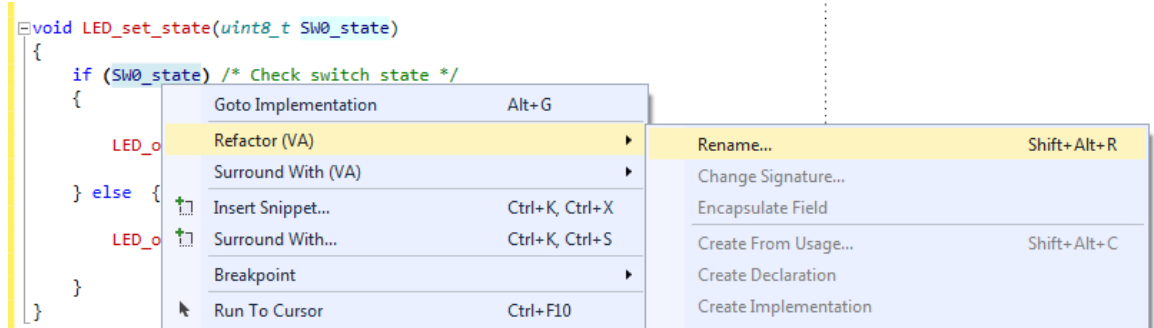 void LED_set_state(uint8_t SW0_state)
{
if (SW0_state) /* Check switch state */
{
Goto Implementation Alt+G
LED_o Refactor (VA)
Surround With (VA)
} else {
Insert Snippet... Ctrl+K, Ctrl+X
LED_o Surround With... Ctrl+K, Ctrl+S
Breakpoint
}
} Run To Cursor Ctrl+F10
Rename... Shift+Alt+R
Change Signature...
Encapsulate Field
Create From Usage... Shift+Alt+C
Create Declaration
Create Implementation